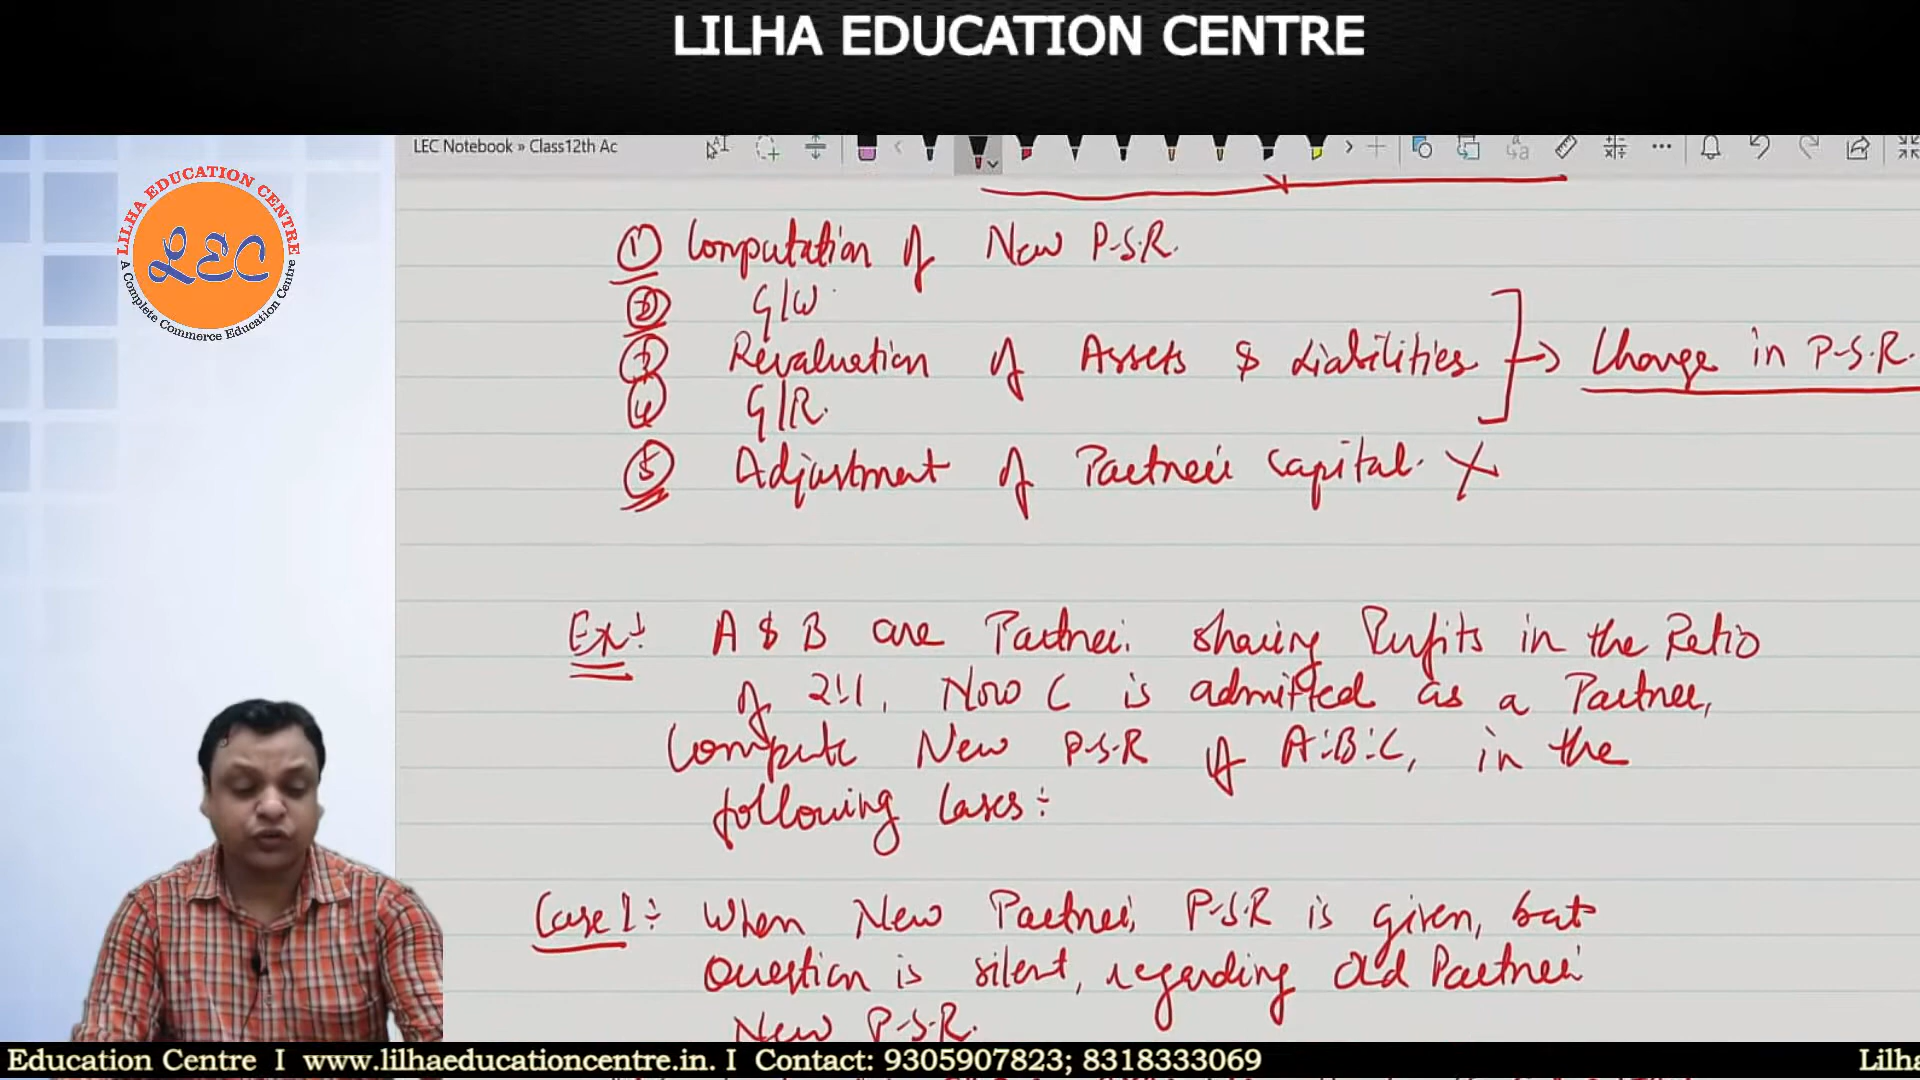 LILHA EDUCATION CENTRE
LEC Notebook » Class12th Ac
LILHA EDUCATION CENTRE
LEC
A Complete Commerce Education Centre
① Computation of New P.S.R.
② G/W
③ Revaluation of Assets & Liabilities → Change in P.S.R.
④ G/R.
⑤ Adjustment of Partner's Capital. X
Ex: A & B are Partners sharing Profits in the Ratio
of 2:1, Now C is admitted as a Partner,
Compute New P.S.R of A:B:C, in the
following Cases:
Case 1: When New Partner's P.S.R is given, but
Question is silent, regarding Old Partners
New P.S.R.
Education Centre I www.lilhaeducationcentre.in. I Contact: 9305907823; 8318333069 Lilha